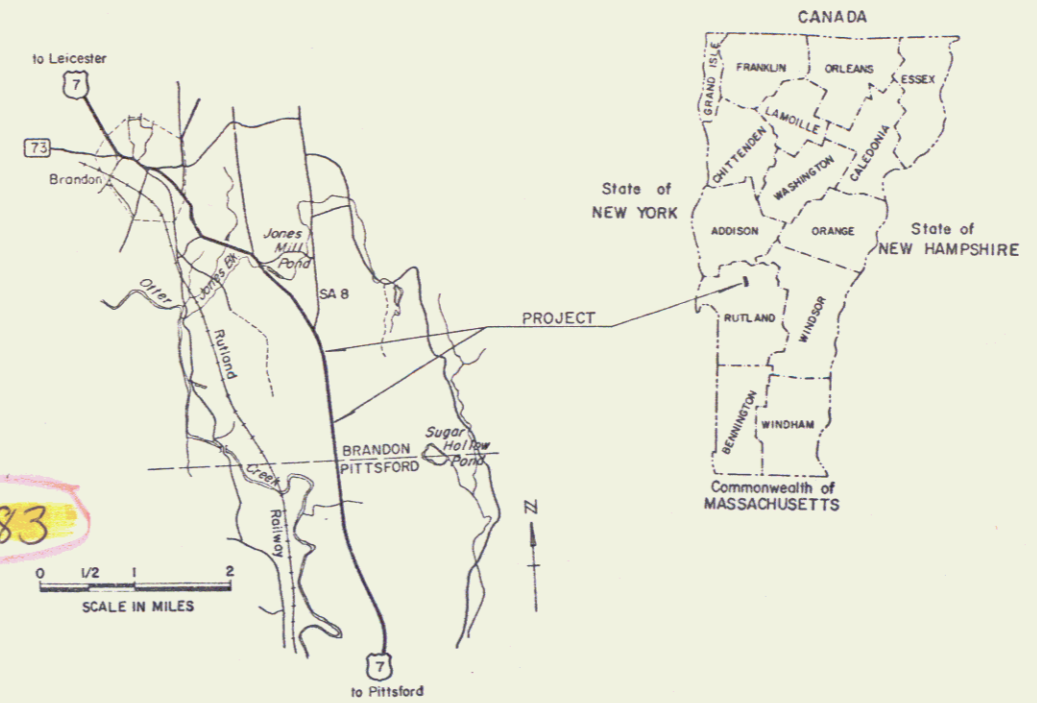 to Leicester
7
73
Brandon
Otter
Jones Bk
Jones
Mill
Pond
SA 8
Rutland
PROJECT
BRANDON
PITTSFORD
Sugar
Hollow
Pond
Creek
Railway
83
0 1/2 1 2
SCALE IN MILES
N
7
to Pittsford
CANADA
GRAND ISLE
FRANKLIN
ORLEANS
ESSEX
LAMOILLE
CHITTENDEN
WASHINGTON
CALEDONIA
State of
NEW YORK
ADDISON
ORANGE
State of
NEW HAMPSHIRE
RUTLAND
WINDSOR
BENNINGTON
WINDHAM
Commonwealth of
MASSACHUSETTS